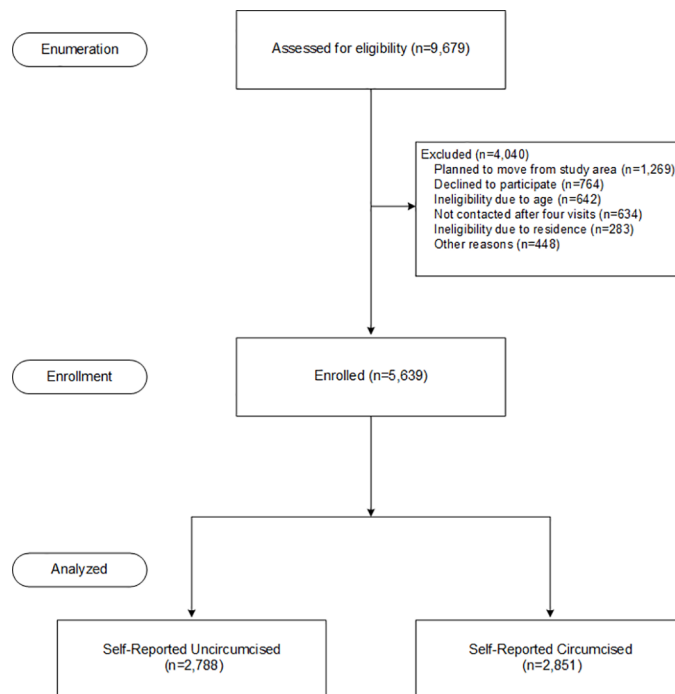 Enumeration
Assessed for eligibility (n=9,679)
Excluded (n=4,040)
Planned to move from study area (n=1,269)
Declined to participate (n=764)
Ineligibility due to age (n=642)
Not contacted after four visits (n=634)
Ineligibility due to residence (n=283)
Other reasons (n=448)
Enrollment
Enrolled (n=5,639)
Analyzed
Self-Reported Uncircumcised
(n=2,788)
Self-Reported Circumcised
(n=2,851)